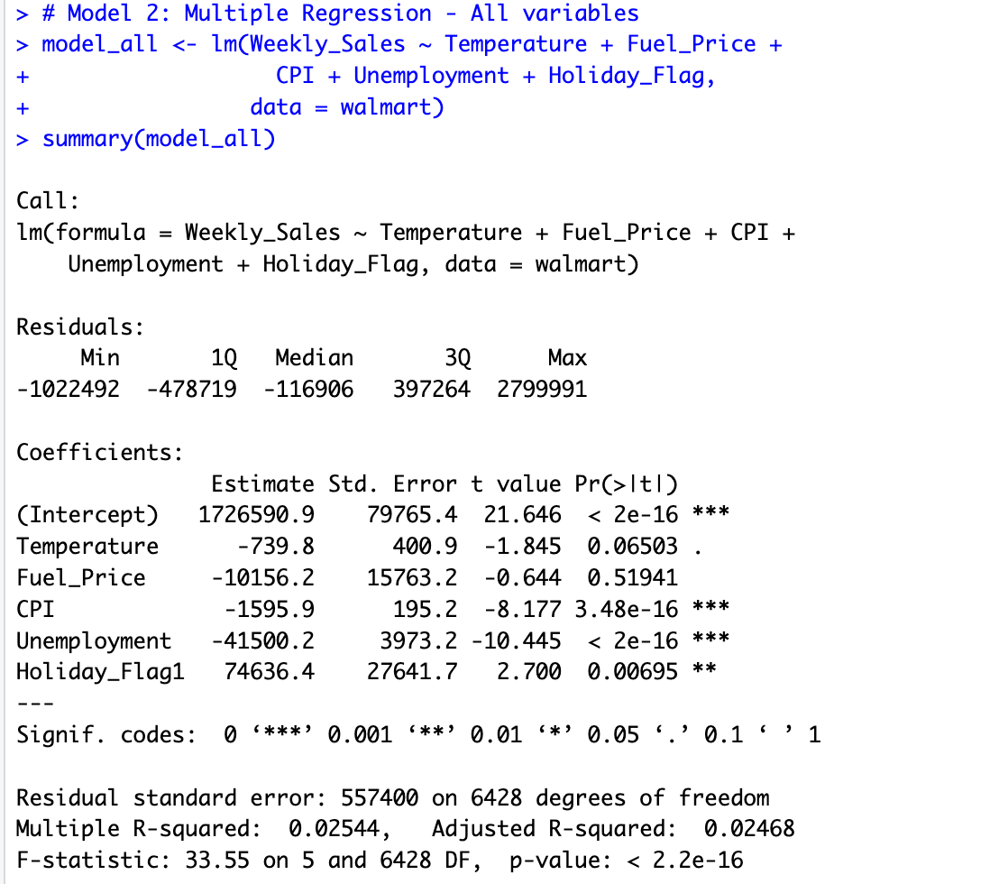 > # Model 2: Multiple Regression - All variables
> model_all <- lm(Weekly_Sales ~ Temperature + Fuel_Price +
+                   CPI + Unemployment + Holiday_Flag,
+                 data = walmart)
> summary(model_all)

Call:
lm(formula = Weekly_Sales ~ Temperature + Fuel_Price + CPI +
    Unemployment + Holiday_Flag, data = walmart)

Residuals:
     Min       1Q   Median       3Q      Max
-1022492  -478719  -116906   397264  2799991

Coefficients:
               Estimate Std. Error t value Pr(>|t|)
(Intercept)   1726590.9    79765.4  21.646  < 2e-16 ***
Temperature      -739.8      400.9  -1.845  0.06503 .
Fuel_Price     -10156.2    15763.2  -0.644  0.51941
CPI             -1595.9      195.2  -8.177 3.48e-16 ***
Unemployment   -41500.2     3973.2 -10.445  < 2e-16 ***
Holiday_Flag1   74636.4    27641.7   2.700  0.00695 **
---
Signif. codes:  0 ‘***’ 0.001 ‘**’ 0.01 ‘*’ 0.05 ‘.’ 0.1 ‘ ’ 1

Residual standard error: 557400 on 6428 degrees of freedom
Multiple R-squared:  0.02544,   Adjusted R-squared:  0.02468
F-statistic: 33.55 on 5 and 6428 DF,  p-value: < 2.2e-16